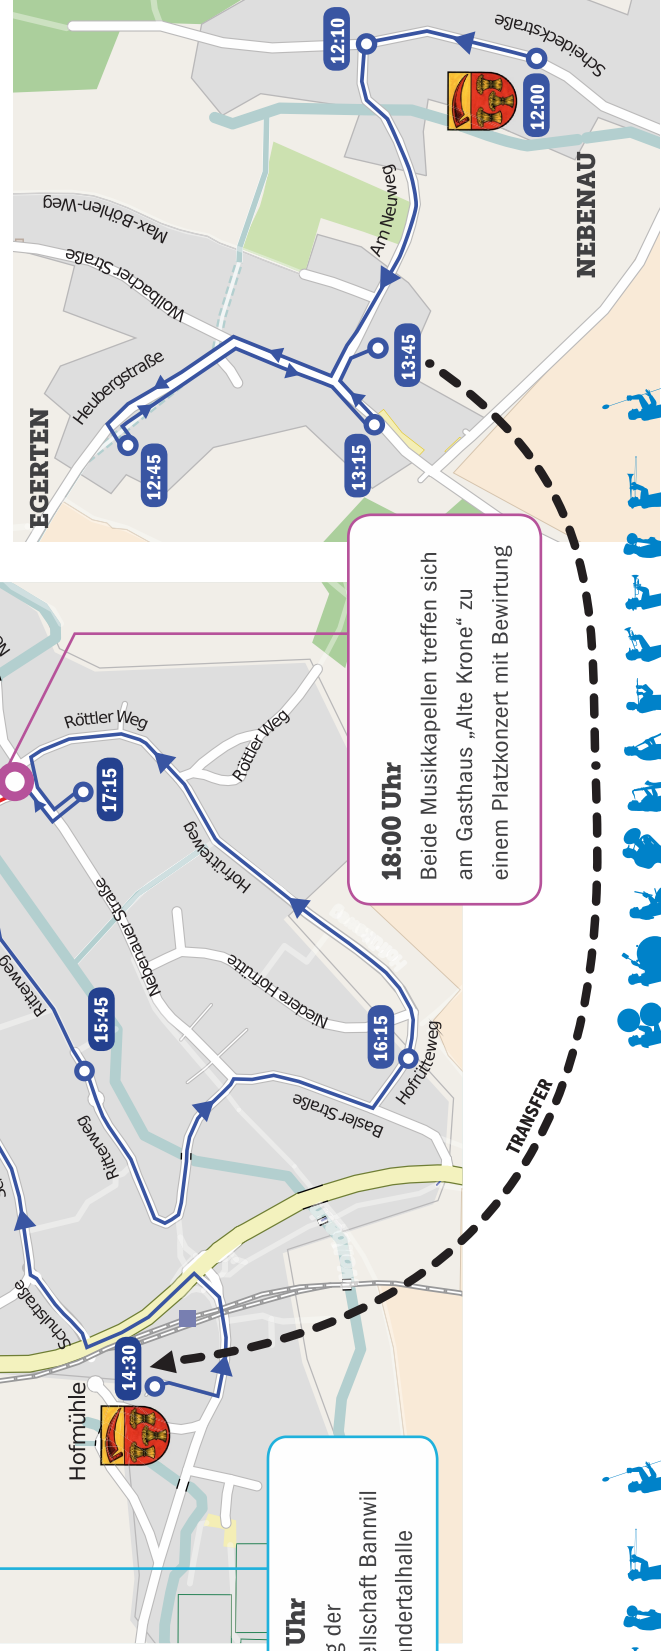 12:10
Scheideckstraße
12:00
NEBENAU
Am Neuweg
Max-Böhlen-Weg
Wollbacher Straße
Heubergstraße
EGERTEN
13:45
13:15
12:45
18:00 Uhr
Beide Musikkapellen treffen sich
am Gasthaus „Alte Krone“ zu
einem Platzkonzert mit Bewirtung
Röttler Weg
Röttler Weg
17:15
Hofrütteweg
Nebenauer Straße
Niedere Hofrütte
Ritterweg
15:45
16:15
Hofrütteweg
Ritterweg
Basler Straße
TRANSFER
Schulstraße
14:30
Hofmühle
Uhr
g der
ellschaft Bannwil
andertalhalle